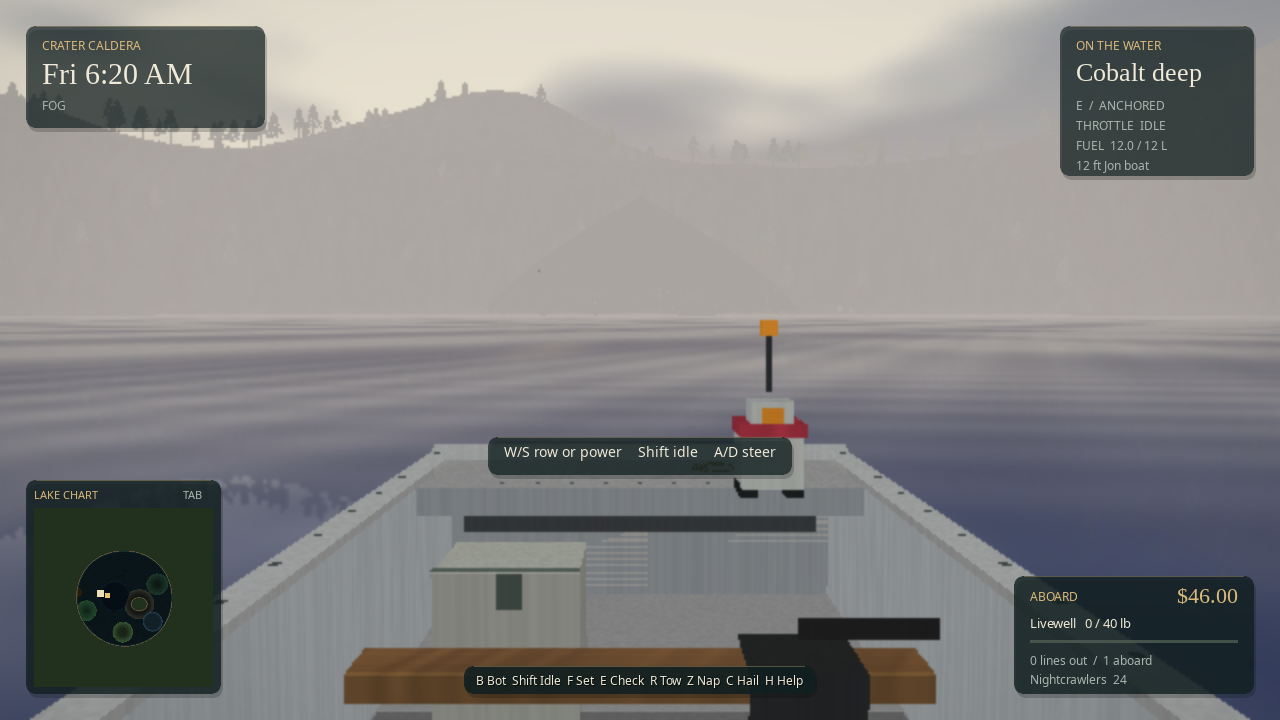 CRATER CALDERA
Fri 6:20 AM
FOG
ON THE WATER
Cobalt deep
E / ANCHORED
THROTTLE IDLE
FUEL 12.0 / 12 L
12 ft Jon boat
W/S row or power Shift idle A/D steer
LAKE CHART TAB
ABOARD $46.00
Livewell 0 / 40 lb
0 lines out / 1 aboard
Nightcrawlers 24
B Bot Shift Idle F Set E Check R Tow Z Nap C Hail H Help